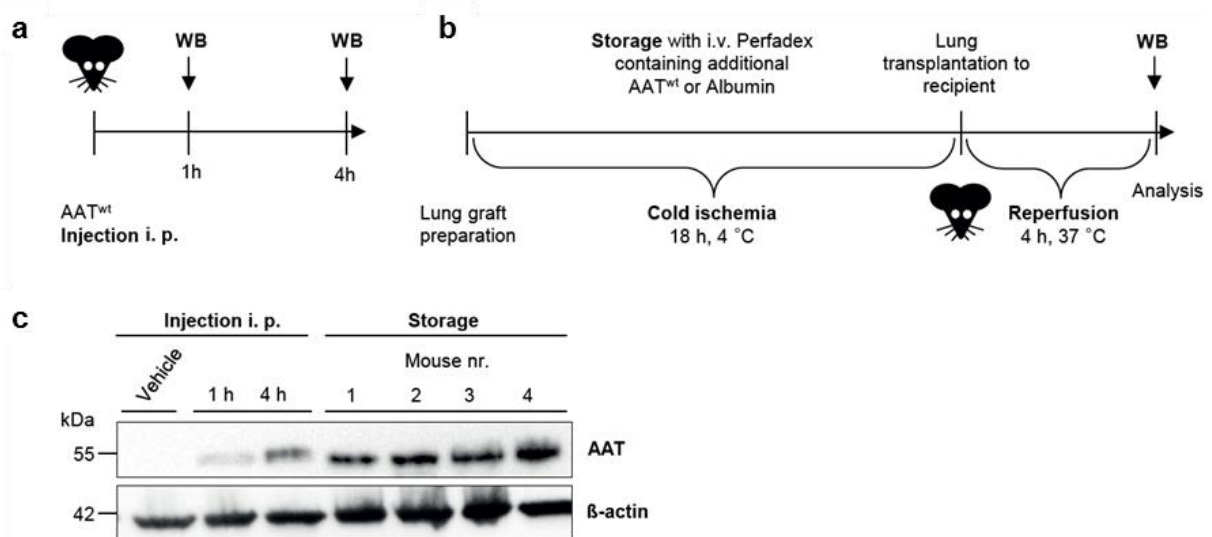 a
WB
WB
1h
4h
AATwt
Injection i. p.
b
Storage with i.v. Perfadex
containing additional
AATwt or Albumin
Lung
transplantation to
recipient
WB
Lung graft
preparation
Cold ischemia
18 h, 4 °C
Reperfusion
4 h, 37 °C
Analysis
c
Injection i. p.
Storage
Vehicle
1 h
4 h
Mouse nr.
1
2
3
4
kDa
55
AAT
42
ß-actin